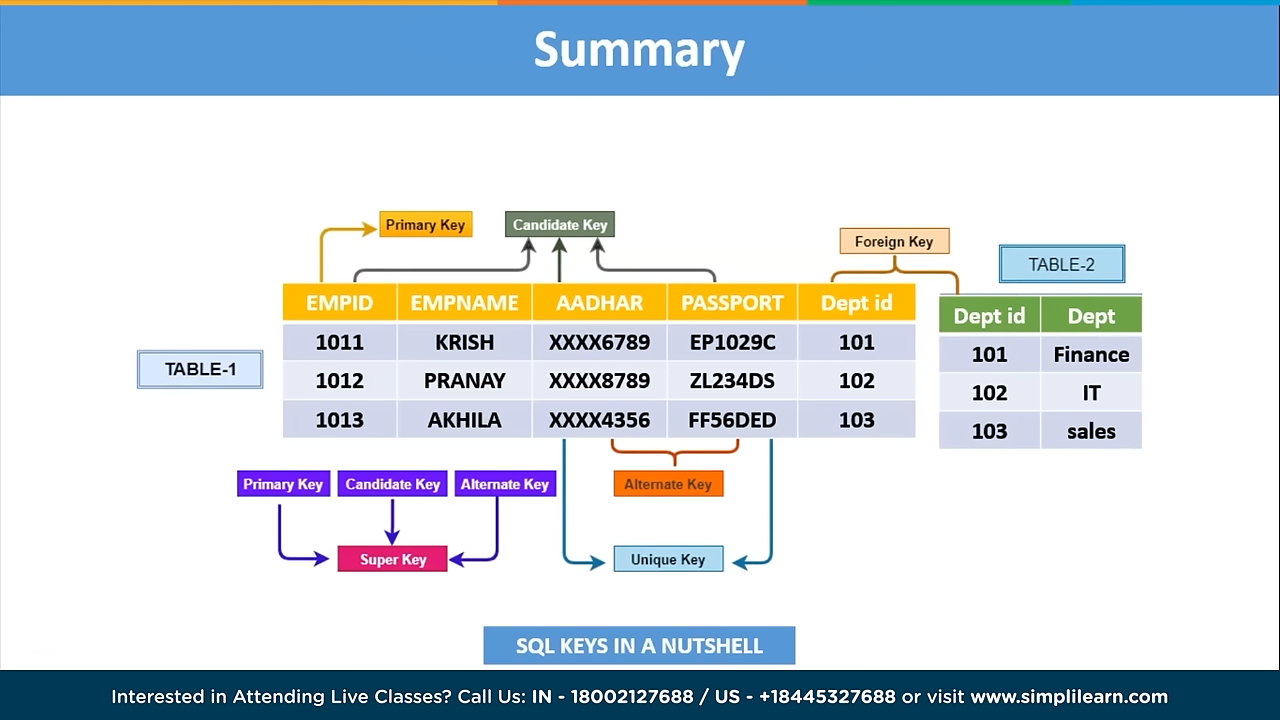 Summary
Primary Key
Candidate Key
Foreign Key
TABLE-2
TABLE-1
EMPID EMPNAME AADHAR PASSPORT Dept id
1011 KRISH XXXX6789 EP1029C 101
1012 PRANAY XXXX8789 ZL234DS 102
1013 AKHILA XXXX4356 FF56DED 103
Dept id Dept
101 Finance
102 IT
103 sales
Primary Key Candidate Key Alternate Key
Alternate Key
Super Key
Unique Key
SQL KEYS IN A NUTSHELL
Interested in Attending Live Classes? Call Us: IN - 18002127688 / US - +18445327688 or visit www.simplilearn.com